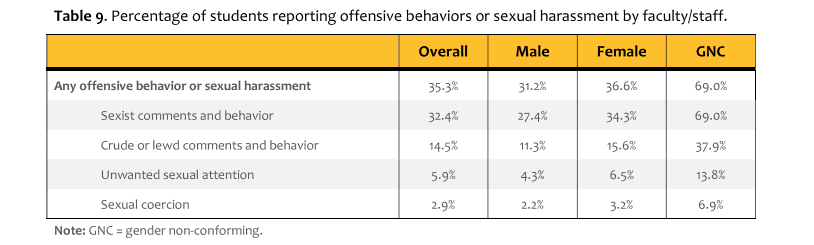 Table 9. Percentage of students reporting offensive behaviors or sexual harassment by faculty/staff.
Overall Male Female GNC
Any offensive behavior or sexual harassment 35.3% 31.2% 36.6% 69.0%
Sexist comments and behavior 32.4% 27.4% 34.3% 69.0%
Crude or lewd comments and behavior 14.5% 11.3% 15.6% 37.9%
Unwanted sexual attention 5.9% 4.3% 6.5% 13.8%
Sexual coercion 2.9% 2.2% 3.2% 6.9%
Note: GNC = gender non-conforming.